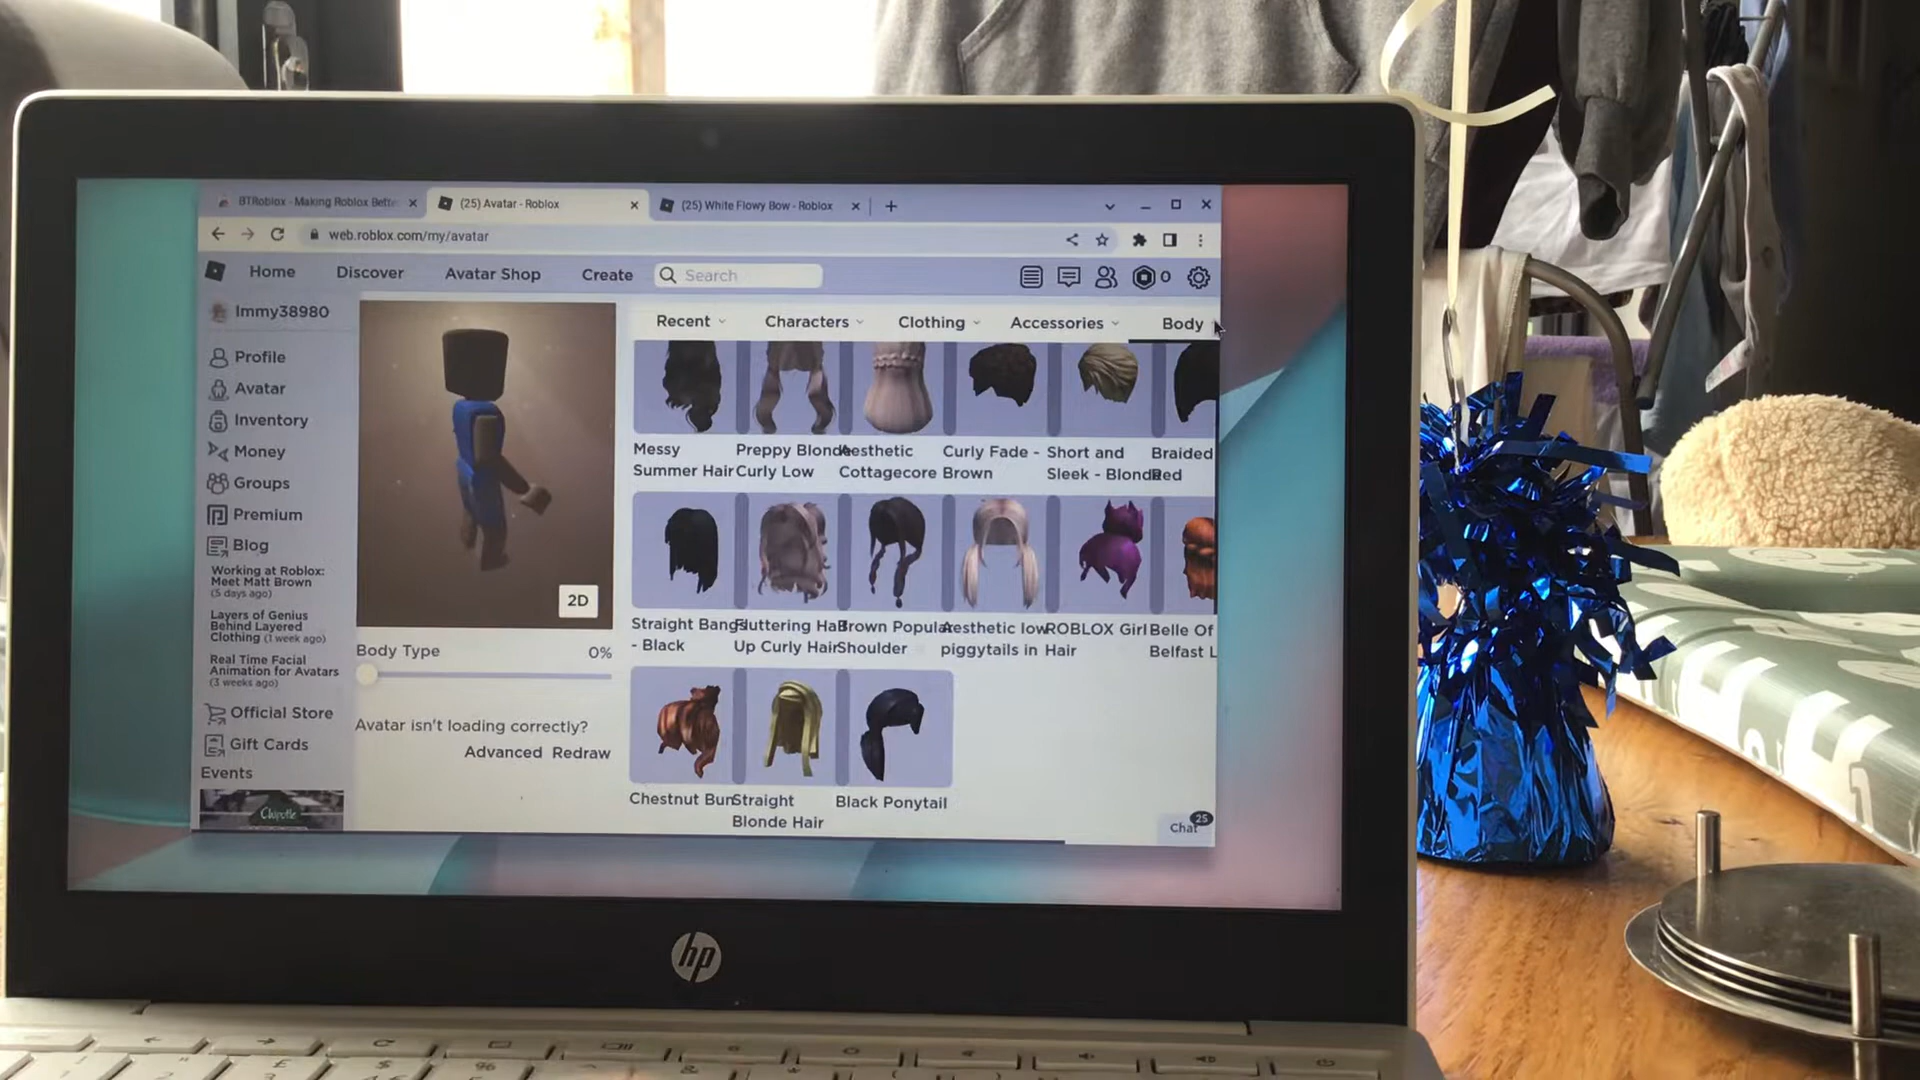 BTRoblox - Making Roblox Bette
(25) Avatar - Roblox
(25) White Flowy Bow - Roblox
web.roblox.com/my/avatar
Home
Discover
Avatar Shop
Create
Search
0
Immy38980
Profile
Avatar
Inventory
Money
Groups
Premium
Blog
Working at Roblox:
Meet Matt Brown
(5 days ago)
Layers of Genius
Behind Layered
Clothing (1 week ago)
Real Time Facial
Animation for Avatars
(3 weeks ago)
Official Store
Gift Cards
Events
Chipotle
2D
Body Type
0%
Avatar isn't loading correctly?
Advanced Redraw
Recent
Characters
Clothing
Accessories
Body
Messy
Summer Hair
Preppy Blonde
Curly Low
Aesthetic
Cottagecore
Curly Fade -
Brown
Short and
Sleek - Blonde
Braided
Red
Straight Bangs
- Black
Fluttering Half
Up Curly Hair
Brown Popular
Shoulder
Aesthetic low
piggytails in
ROBLOX Girl
Hair
Belle Of
Belfast L
Chestnut Bun
Straight
Blonde Hair
Black Ponytail
Chat
25
hp